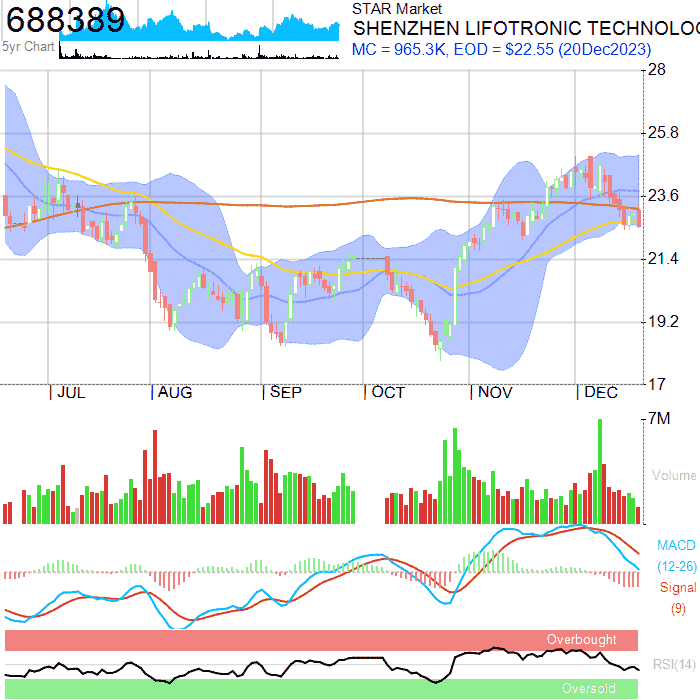 688389
5yr Chart
STAR Market
SHENZHEN LIFOTRONIC TECHNOLOG
MC = 965.3K, EOD = $22.55 (20Dec2023)
28
25.8
23.6
21.4
19.2
17
JUL
AUG
SEP
OCT
NOV
DEC
7M
Volume
MACD
(12-26)
Signal
(9)
Overbought
RSI(14)
Oversold